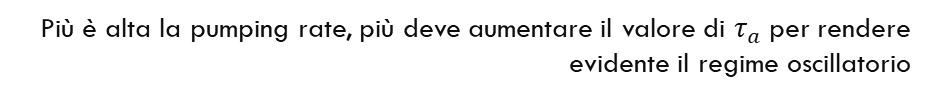 Più è alta la pumping rate, più deve aumentare il valore di τₐ per rendere
evidente il regime oscillatorio